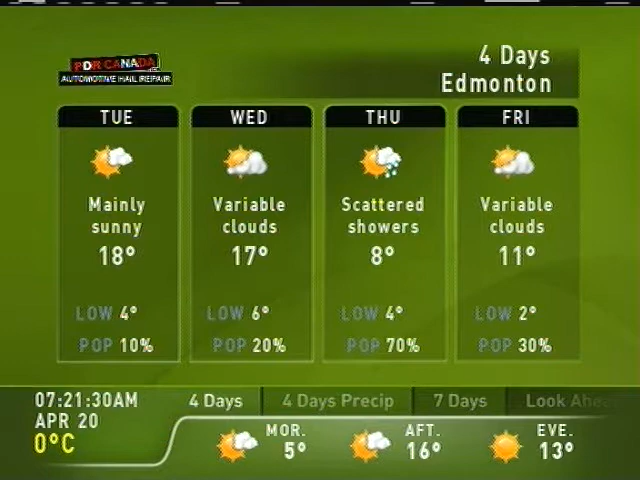 PDR CANADA
AUTOMOTIVE HAIL REPAIR
4 Days
Edmonton
TUE
Mainly
sunny
18°
LOW 4°
POP 10%
WED
Variable
clouds
17°
LOW 6°
POP 20%
THU
Scattered
showers
8°
LOW 4°
POP 70%
FRI
Variable
clouds
11°
LOW 2°
POP 30%
07:21:30AM
APR 20
0°C
4 Days
4 Days Precip
7 Days
Look Ahead
MOR.
5°
AFT.
16°
EVE.
13°